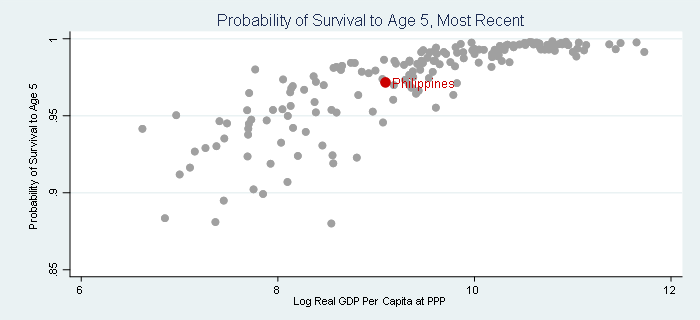 Probability of Survival to Age 5, Most Recent
Probability of Survival to Age 5
1
.95
.9
.85
Philippines
6
8
10
12
Log Real GDP Per Capita at PPP